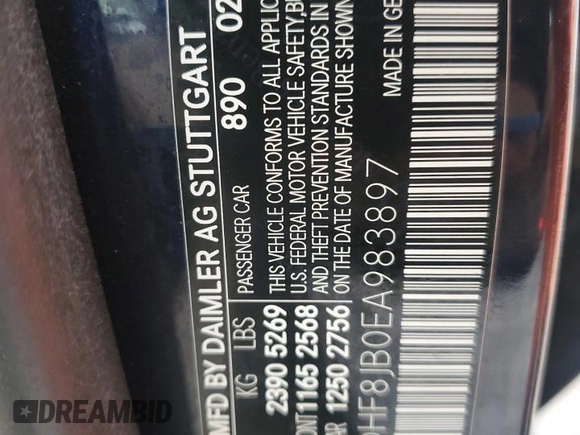 MFD BY DAIMLER AG STUTTGART
890 02
KG LBS
PASSENGER CAR
2390 5269
1165 2568
1250 2756
THIS VEHICLE CONFORMS TO ALL APPLIC
U.S. FEDERAL MOTOR VEHICLE SAFETY,
AND THEFT PREVENTION STANDARDS IN
ON THE DATE OF MANUFACTURE SHOWN
MADE IN GE
HF8JB0EA983897
DREAMBID